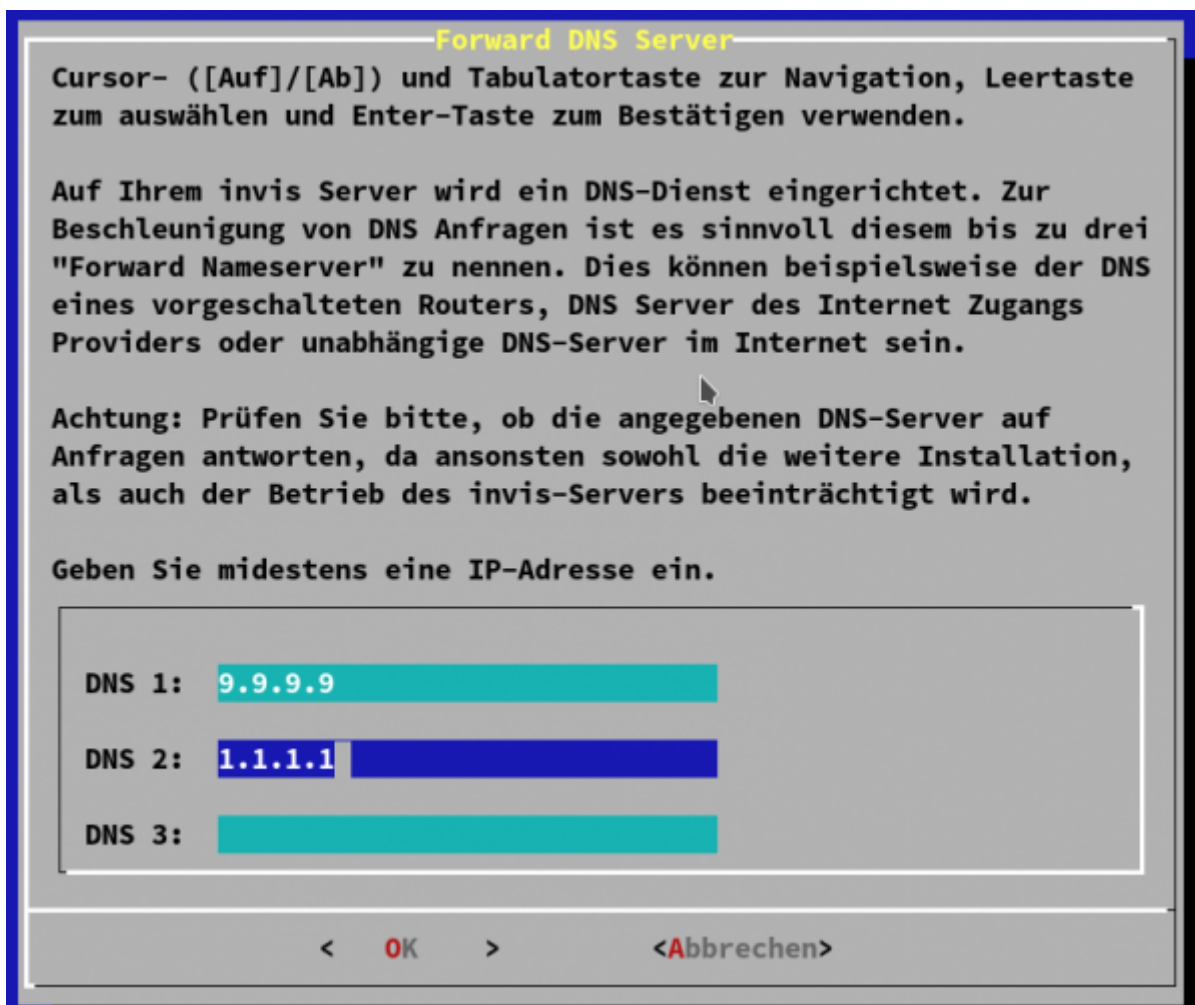 Forward DNS Server
Cursor- ([Auf]/[Ab]) und Tabulatortaste zur Navigation, Leertaste
zum auswählen und Enter-Taste zum Bestätigen verwenden.
Auf Ihrem invis Server wird ein DNS-Dienst eingerichtet. Zur
Beschleunigung von DNS Anfragen ist es sinnvoll diesem bis zu drei
"Forward Nameserver" zu nennen. Dies können beispielsweise der DNS
eines vorgeschalteten Routers, DNS Server des Internet Zugangs
Providers oder unabhängige DNS-Server im Internet sein.
Achtung: Prüfen Sie bitte, ob die angegebenen DNS-Server auf
Anfragen antworten, da ansonsten sowohl die weitere Installation,
als auch der Betrieb des invis-Servers beeinträchtigt wird.
Geben Sie midestens eine IP-Adresse ein.
DNS 1: 9.9.9.9
DNS 2: 1.1.1.1
DNS 3:
< OK > <Abbrechen>